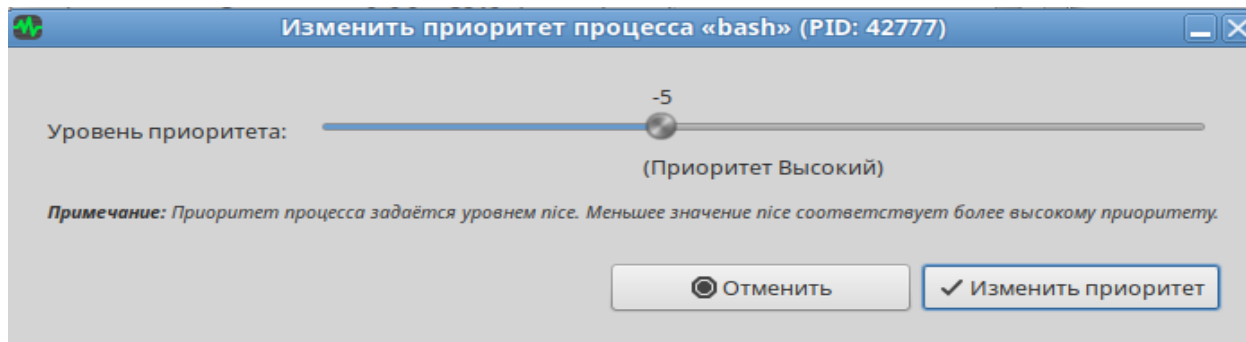 Изменить приоритет процесса «bash» (PID: 42777)
-5
Уровень приоритета:
(Приоритет Высокий)
Примечание: Приоритет процесса задаётся уровнем nice. Меньшее значение nice соответствует более высокому приоритету.
Отменить
Изменить приоритет